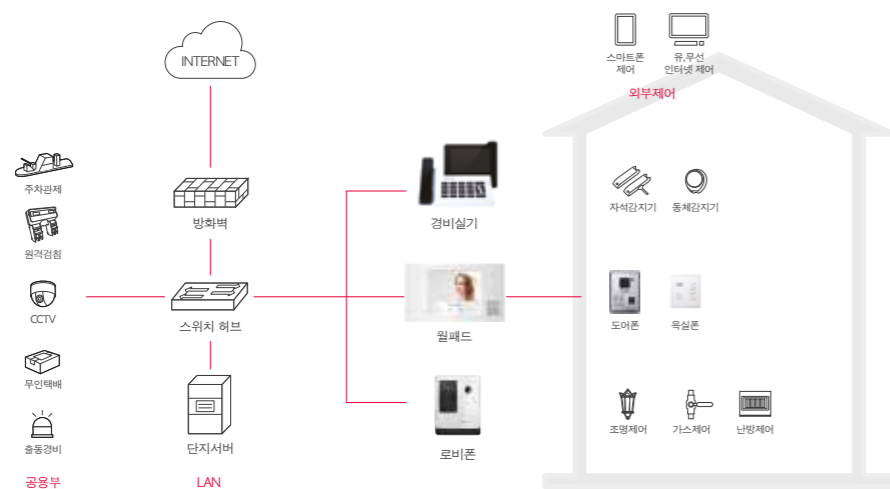 INTERNET
스마트폰
제어
유,무선
인터넷 제어
외부제어
주차관제
원격검침
CCTV
무인택배
출동경비
공용부
방화벽
스위치 허브
단지서버
LAN
경비실기
월패드
로비폰
자석감지기
동체감지기
도어폰
욕실폰
조명제어
가스제어
난방제어